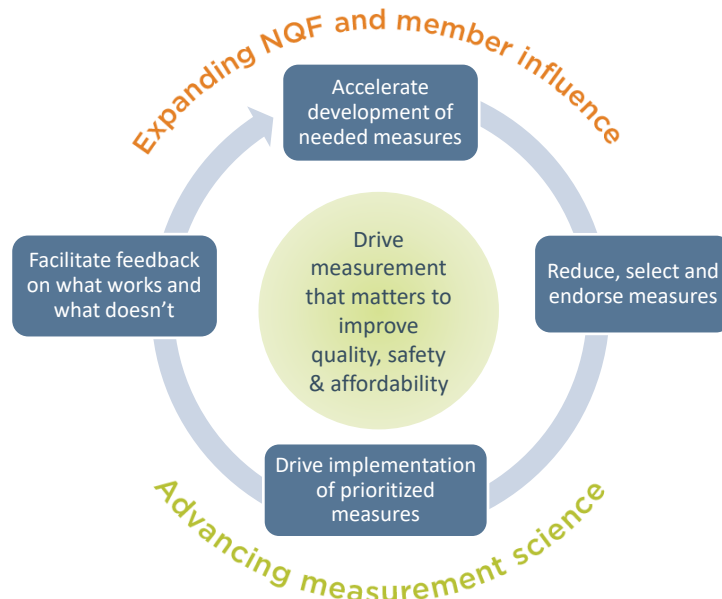 Expanding NQF and member influence
Accelerate
development of
needed measures
Reduce, select and
endorse measures
Drive implementation
of prioritized
measures
Facilitate feedback
on what works and
what doesn’t
Drive
measurement
that matters to
improve
quality, safety
& affordability
Advancing measurement science